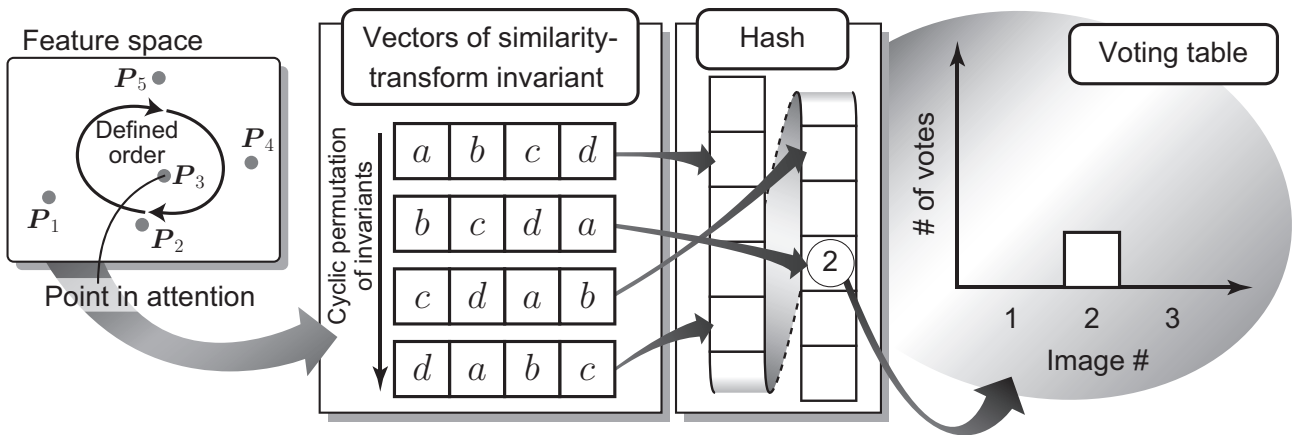 Feature space
P5
Defined
order
P4
P3
P1
P2
Point in attention
Vectors of similarity-
transform invariant
Cyclic permutation
of invariants
a b c d
b c d a
c d a b
d a b c
Hash
2
Voting table
# of votes
1 2 3
Image #